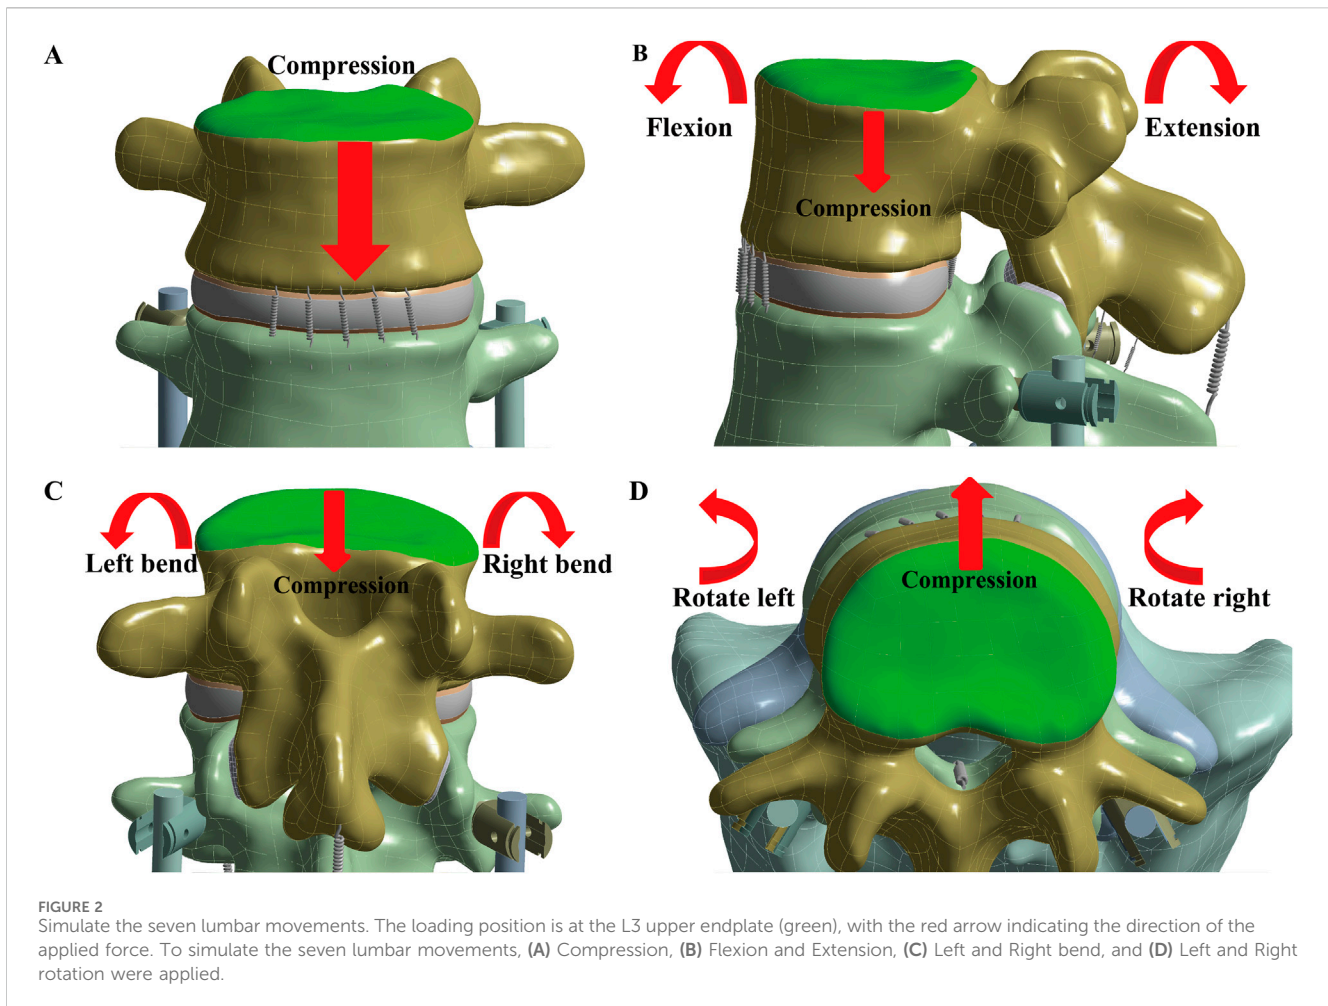 A
Compression
B
Flexion
Extension
Compression
C
Left bend
Right bend
Compression
D
Rotate left
Compression
Rotate right
FIGURE 2
Simulate the seven lumbar movements. The loading position is at the L3 upper endplate (green), with the red arrow indicating the direction of the
applied force. To simulate the seven lumbar movements, (A) Compression, (B) Flexion and Extension, (C) Left and Right bend, and (D) Left and Right
rotation were applied.